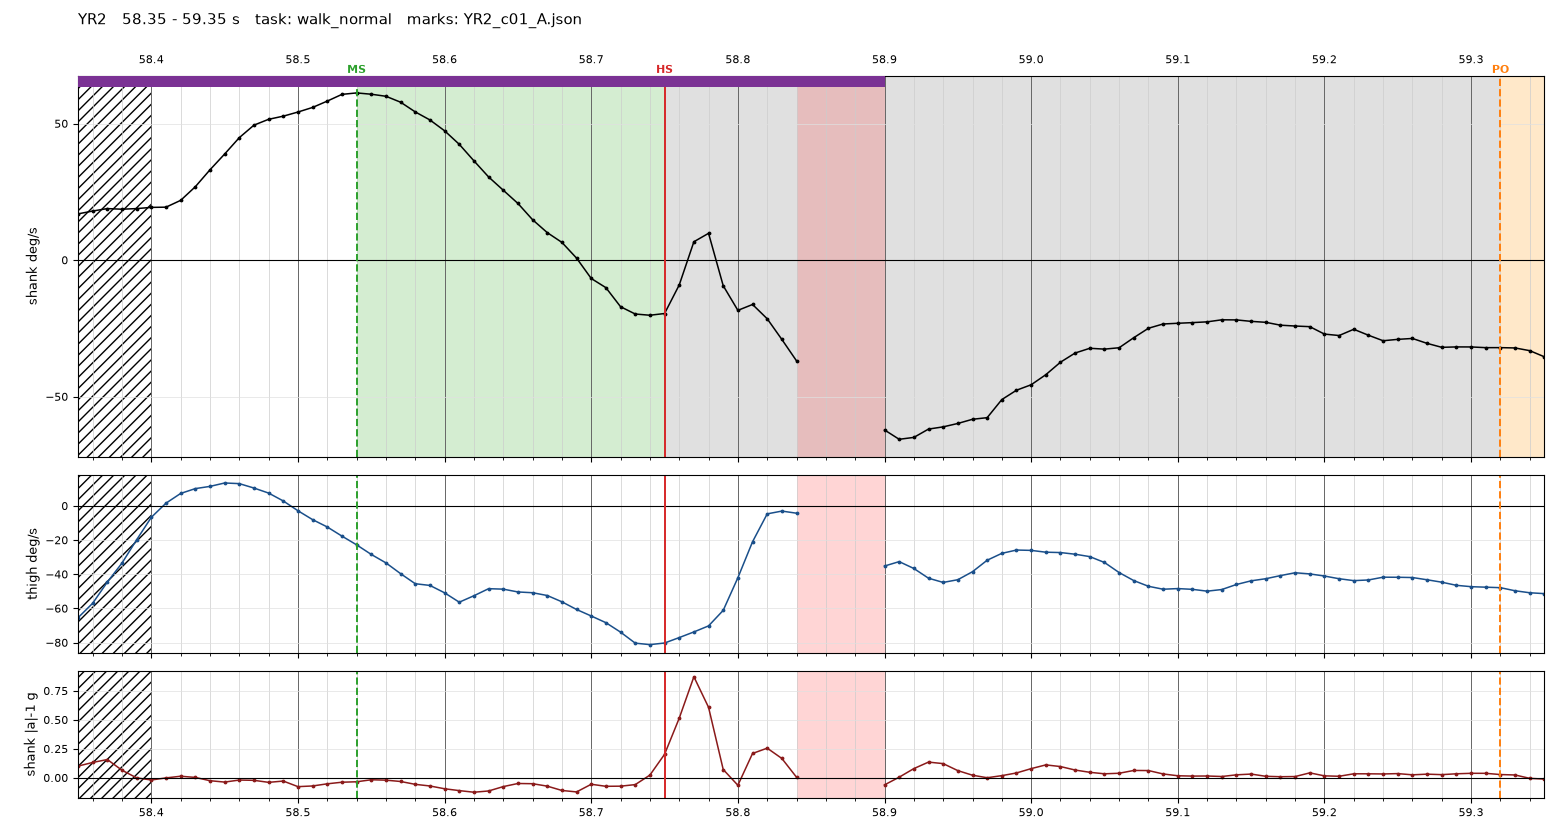 YR2   58.35 - 59.35 s   task: walk_normal   marks: YR2_c01_A.json
58.4 58.5 58.6 58.7 58.8 58.9 59.0 59.1 59.2 59.3
MS HS PO
50
0
−50
shank deg/s
0
−20
−40
−60
−80
thigh deg/s
0.75
0.50
0.25
0.00
shank |a|-1 g
58.4 58.5 58.6 58.7 58.8 58.9 59.0 59.1 59.2 59.3